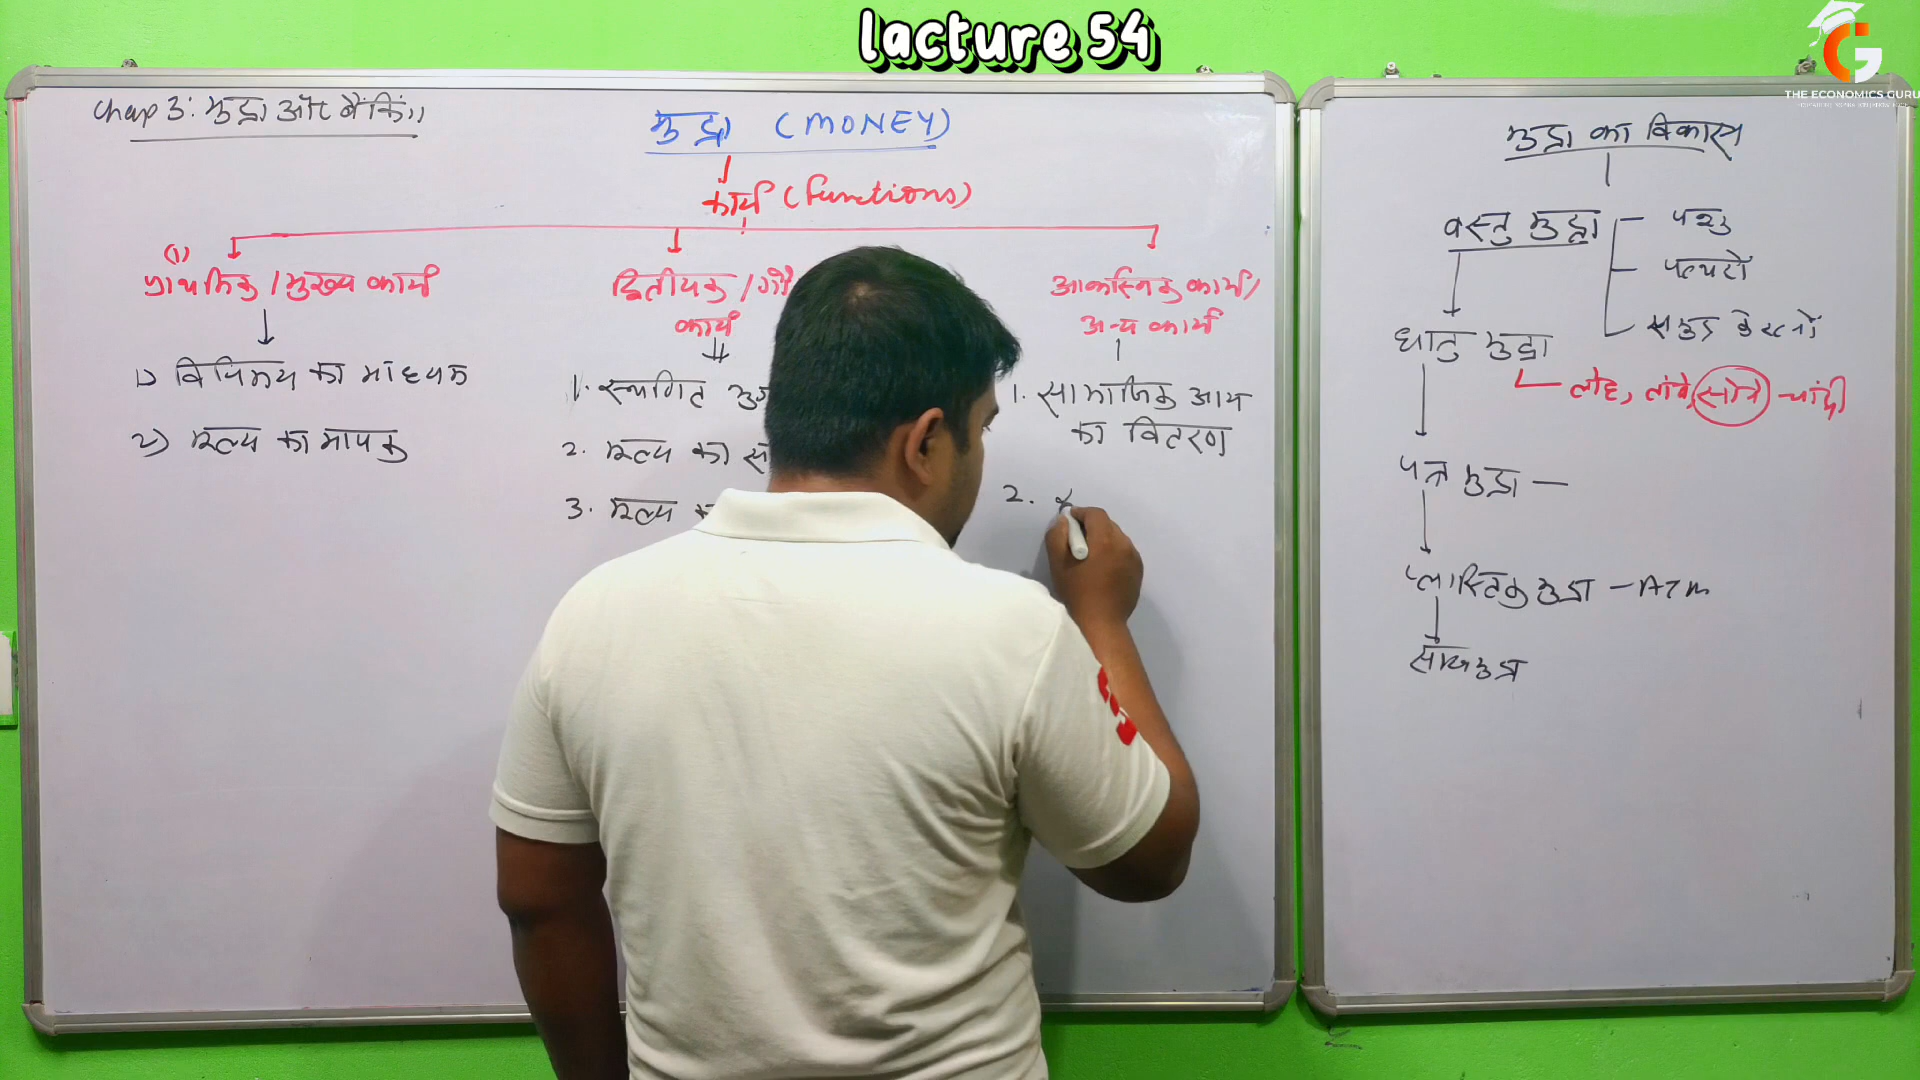 lacture 54
THE ECONOMICS GURU
Chap 3: मुद्रा और बैंकिंग
मुद्रा (MONEY)
कार्य (functions)
(1)
प्राथमिक / मुख्य कार्य
1) विनिमय का माध्यम
2) मूल्य का मापक
द्वितीयक /
कार्य
1. स्थगित
2. मूल्य का
3. मूल्य
आकस्मिक कार्य/
अन्य कार्य
1. सामाजिक आय
का वितरण
2.
मुद्रा का विकास
वस्तु मुद्रा
पशु
पत्थरों
समुद्र के रत्नों
धातु मुद्रा
लोहे, तांबे, सोने चांदी
पत्र मुद्रा —
प्लास्टिक मुद्रा — ATM
साख मुद्रा